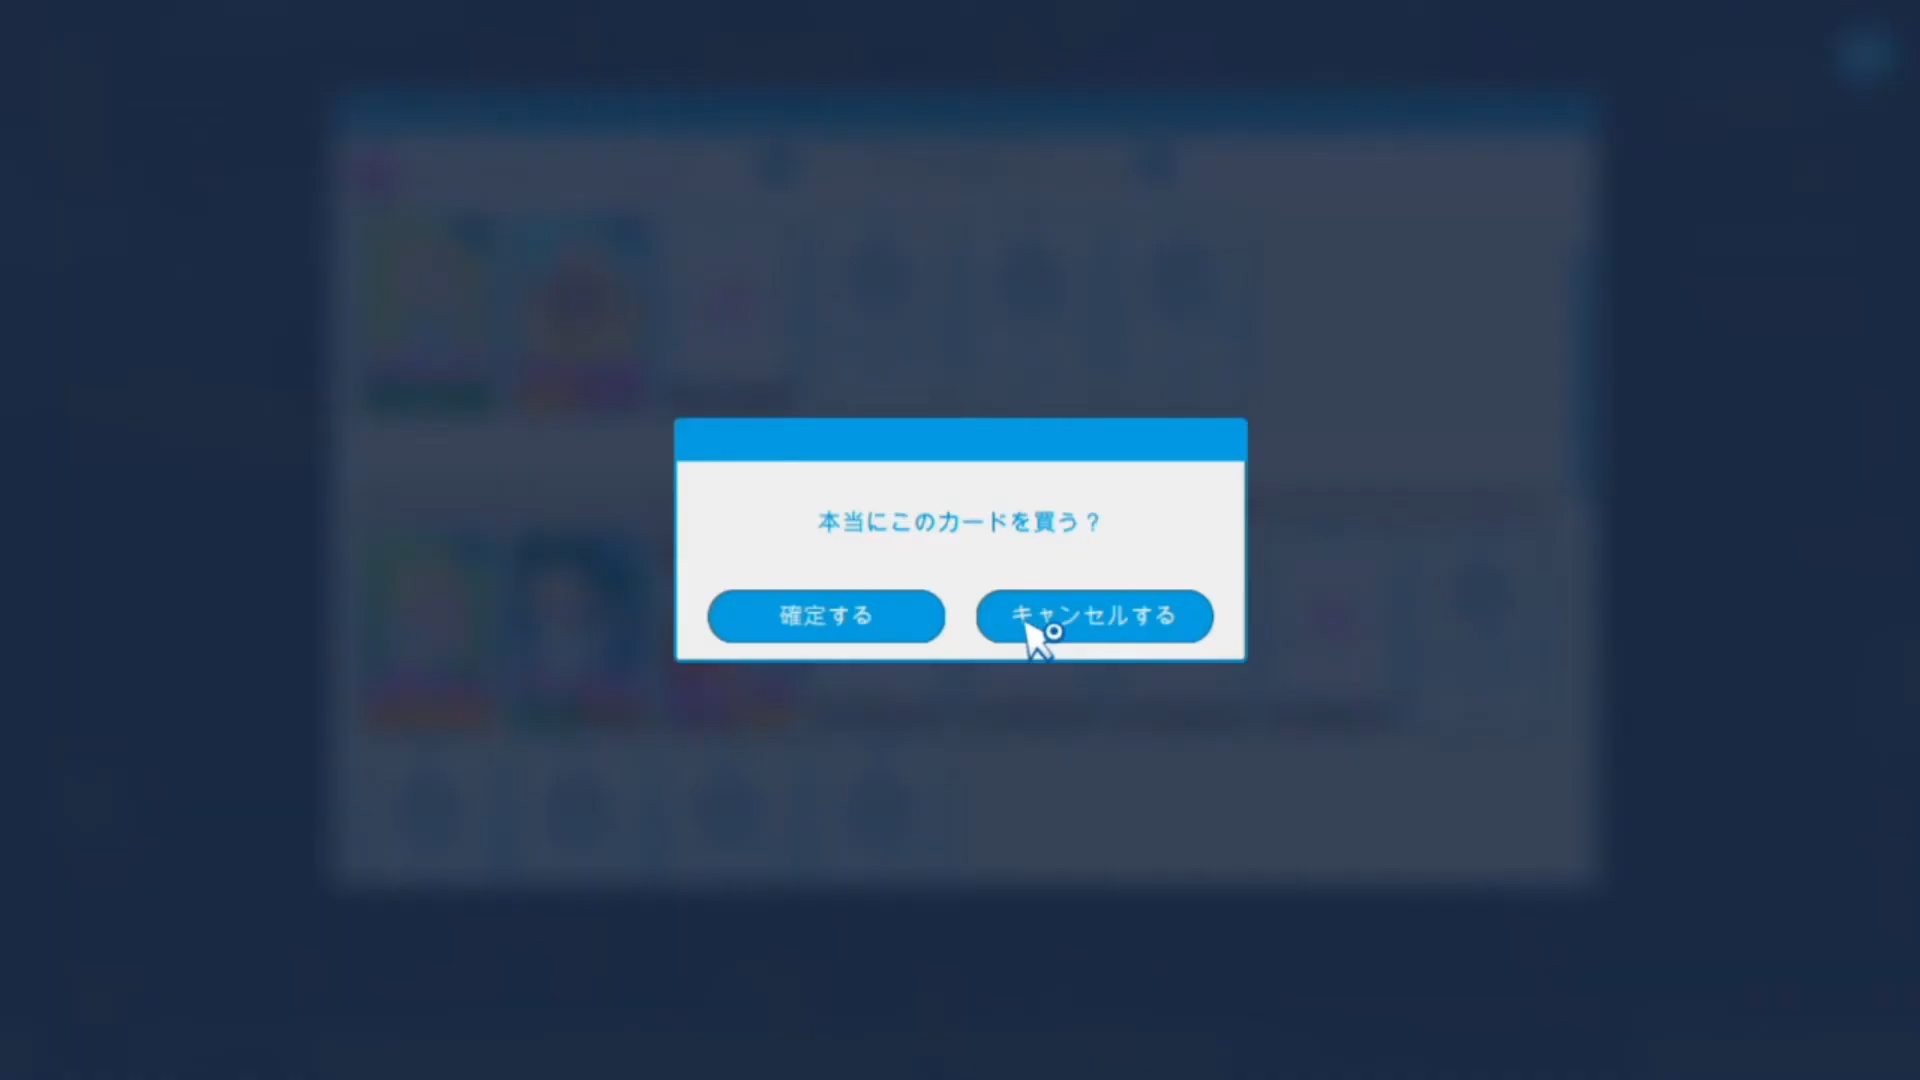 本当にこのカードを買う？
確定する
キャンセルする